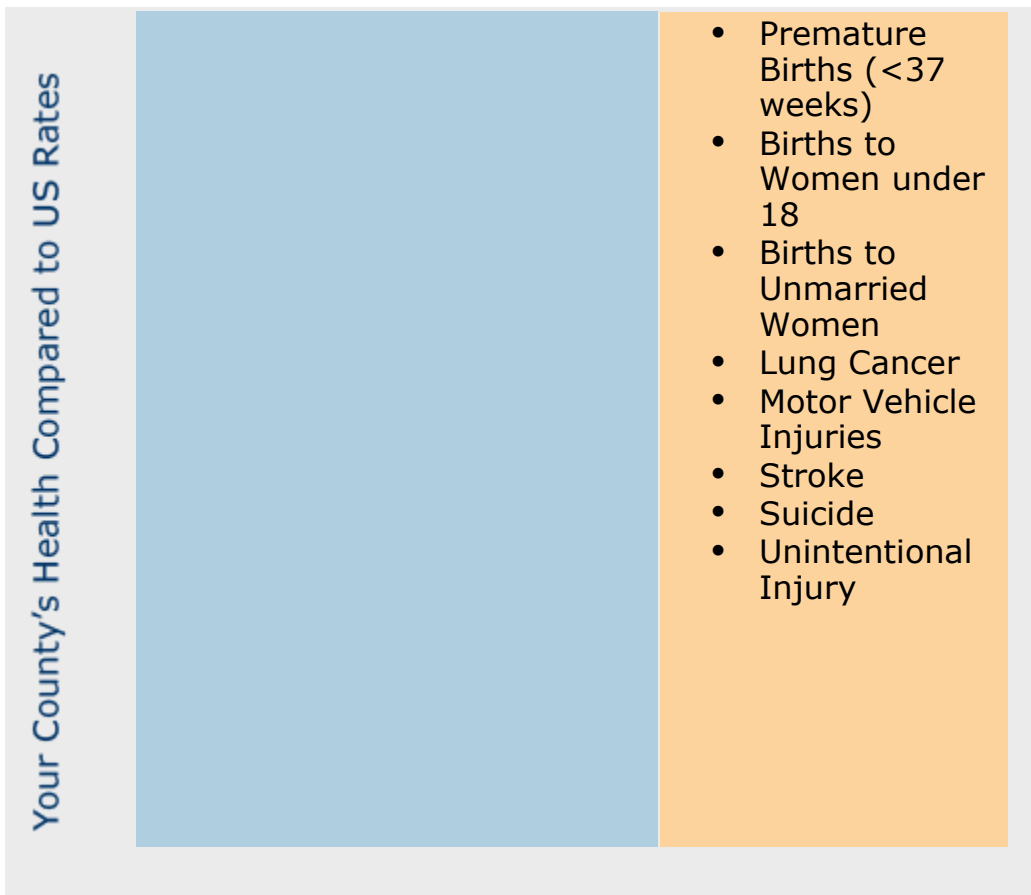 Your County's Health Compared to US Rates
• Premature
Births (<37
weeks)
• Births to
Women under
18
• Births to
Unmarried
Women
• Lung Cancer
• Motor Vehicle
Injuries
• Stroke
• Suicide
• Unintentional
Injury